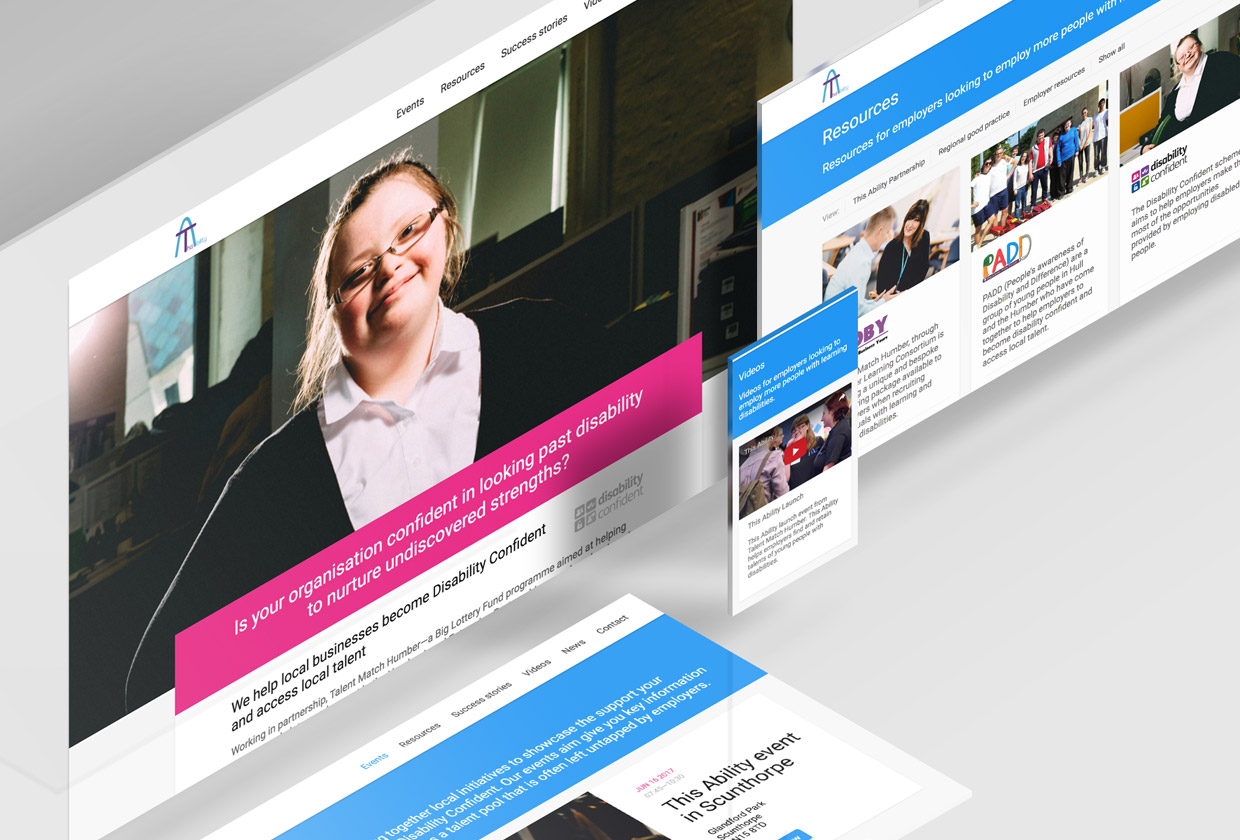 Events
Resources
Success stories
Is your organisation confident in looking past disability
to nurture undiscovered strengths?
disability
confident
We help local businesses become Disability Confident
and access local talent
Working in partnership, Talent Match Humber—a Big Lottery Fund programme aimed at helping
Resources
Resources for employers looking to employ more people with
View:
This Ability Partnership
Regional good practice
Employer resources
Show all
Match Humber, through
Learning Consortium is
a unique and bespoke
package available to
when recruiting
with learning and
disabilities.
PADD
PADD (People's awareness of
Disability and Difference) are a
group of young people in Hull
and the Humber who have come
together to help employers to
become disability confident and
access local talent.
disability
confident
The Disability Confident scheme
aims to help employers make the
most of the opportunities
provided by employing disabled
people.
Videos
Videos for employers looking to
employ more people with learning
disabilities.
This Ability
This Ability Launch
This Ability launch event from
Talent Match Humber. This Ability
helps employers find and retain
talents of young people with
disabilities.
Events
Resources
Success stories
Videos
News
Contact
together local initiatives to showcase the support your
Disability Confident. Our events aim give you key information
a talent pool that is often left untapped by employers.
JUN 15 2017
07:45–10:30
This Ability event
in Scunthorpe
Glandford Park
Scunthorpe